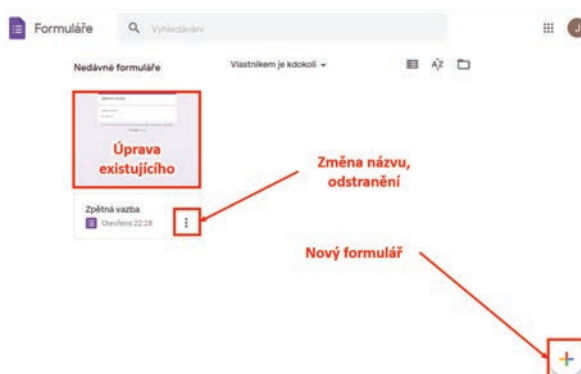 Formuláře
Vyhledávání
J
Nedávné formuláře
Vlastníkem je kdokoli
AZ
Úprava
existujícího
Změna názvu,
odstranění
Zpětná vazba
Otevřeno 22:28
Nový formulář